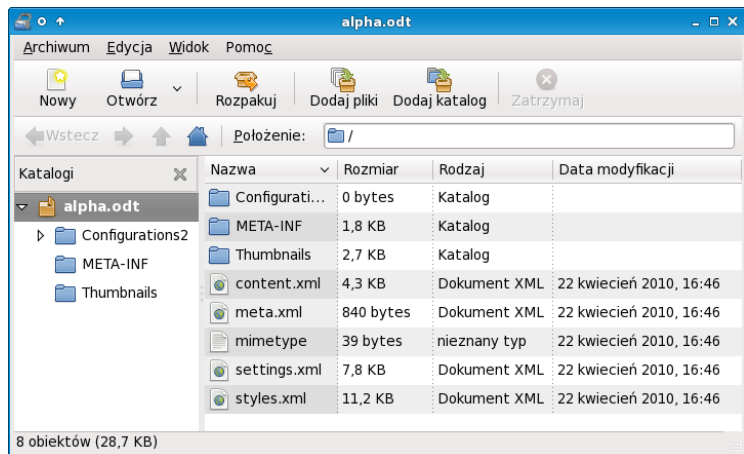 alpha.odt
Archiwum Edycja Widok Pomoc
Nowy Otwórz Rozpakuj Dodaj pliki Dodaj katalog Zatrzymaj
Wstecz Położenie: /
Katalogi
alpha.odt
Configurations2
META-INF
Thumbnails
Nazwa Rozmiar Rodzaj Data modyfikacji
Configurati... 0 bytes Katalog
META-INF 1,8 KB Katalog
Thumbnails 2,7 KB Katalog
content.xml 4,3 KB Dokument XML 22 kwiecień 2010, 16:46
meta.xml 840 bytes Dokument XML 22 kwiecień 2010, 16:46
mimetype 39 bytes nieznany typ 22 kwiecień 2010, 16:46
settings.xml 7,8 KB Dokument XML 22 kwiecień 2010, 16:46
styles.xml 11,2 KB Dokument XML 22 kwiecień 2010, 16:46
8 obiektów (28,7 KB)